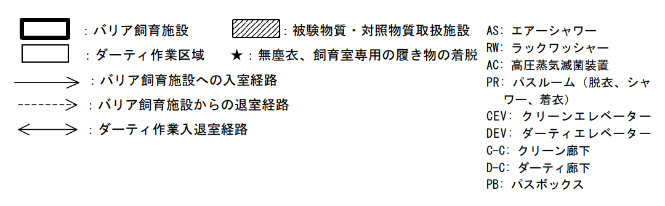 ：バリア飼育施設
：被験物質・対照物質取扱施設
：ダーティ作業区域
★：無塵衣、飼育室専用の履き物の着脱
：バリア飼育施設への入室経路
：バリア飼育施設からの退室経路
：ダーティ作業入退室経路
AS: エアーシャワー
RW: ラックワッシャー
AC: 高圧蒸気滅菌装置
PR: パスルーム（脱衣、シャ
ワー、着衣）
CEV: クリーンエレベーター
DEV: ダーティエレベーター
C-C: クリーン廊下
D-C: ダーティ廊下
PB: パスボックス